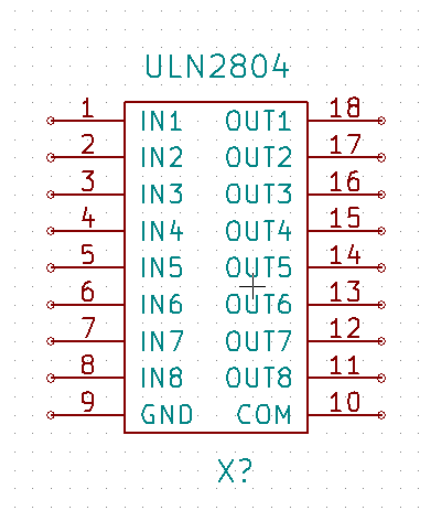 ULN2804
1 IN1 OUT1 18
2 IN2 OUT2 17
3 IN3 OUT3 16
4 IN4 OUT4 15
5 IN5 OUT5 14
6 IN6 OUT6 13
7 IN7 OUT7 12
8 IN8 OUT8 11
9 GND COM 10
X?